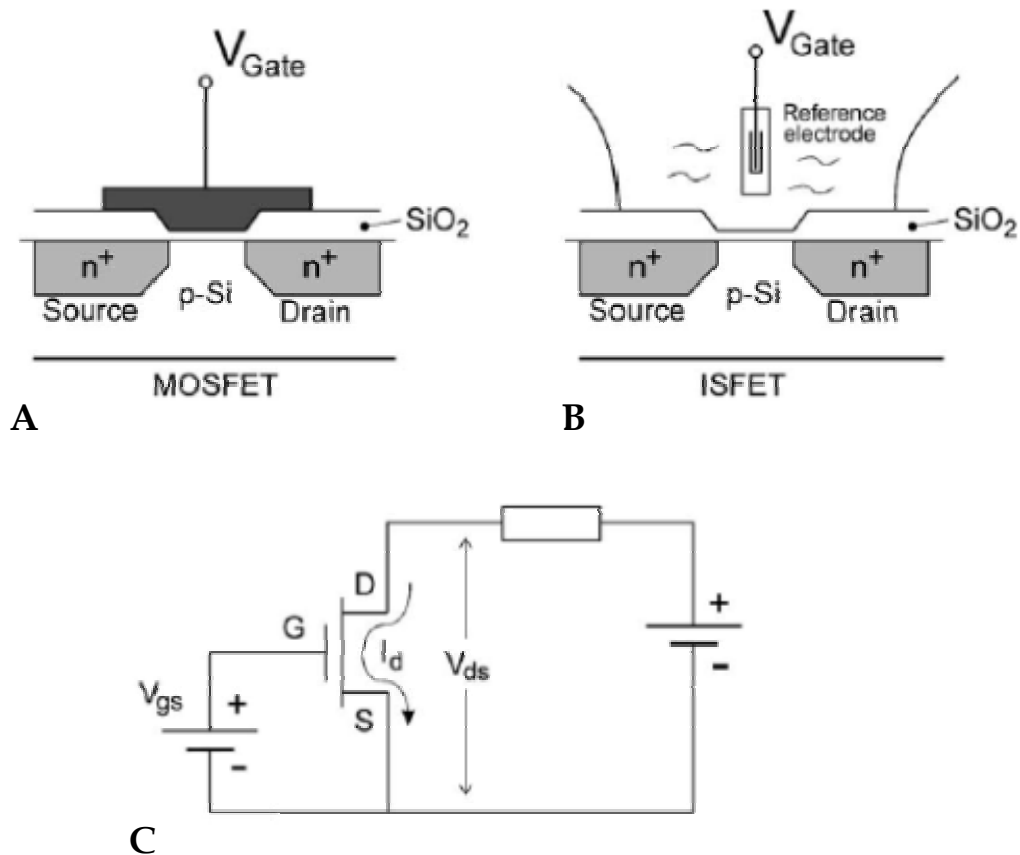 V_Gate
SiO₂
n⁺ n⁺
p-Si
Source Drain
MOSFET
A
V_Gate
Reference
electrode
SiO₂
n⁺ n⁺
p-Si
Source Drain
ISFET
B
D
G
I_d
V_ds
S
V_gs
+
-
+
-
C